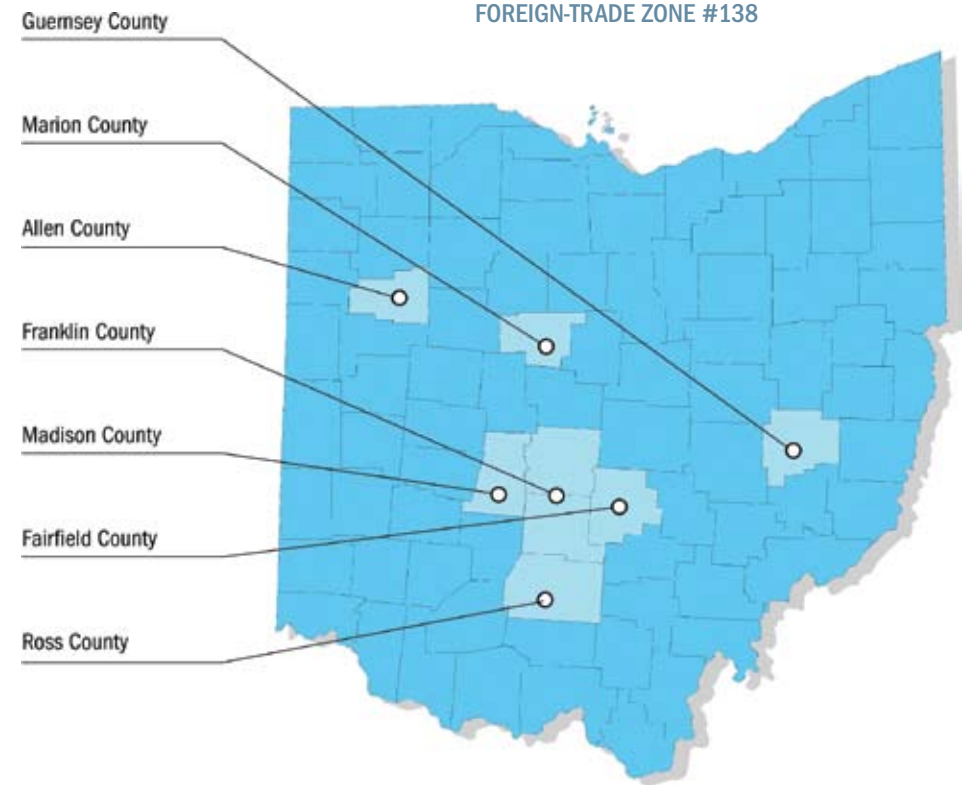 FOREIGN-TRADE ZONE #138
Guernsey County
Marion County
Allen County
Franklin County
Madison County
Fairfield County
Ross County